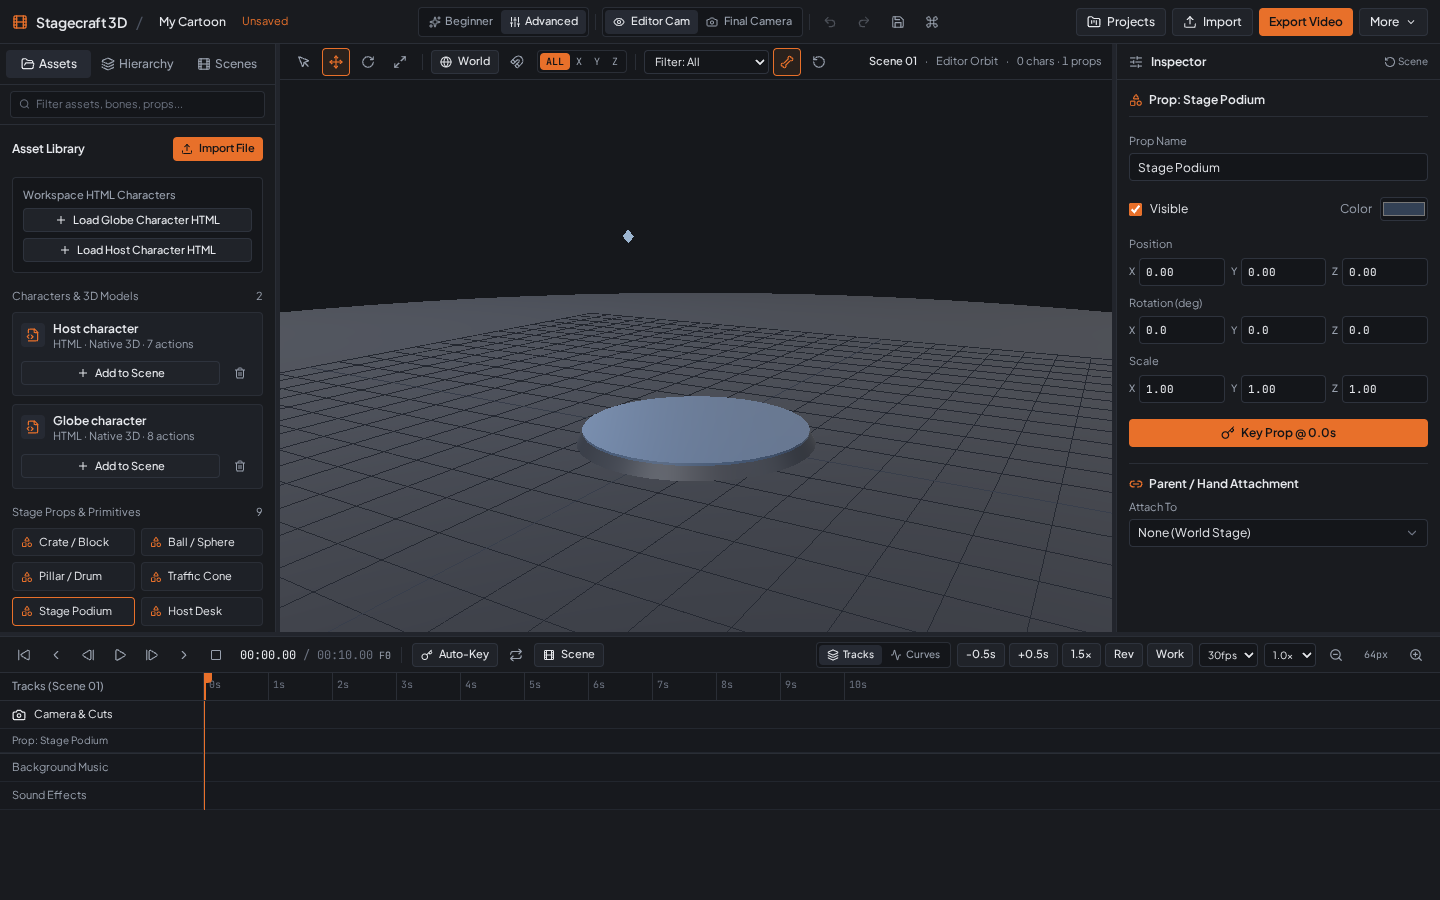 Stagecraft 3D / My Cartoon Unsaved Beginner Advanced Editor Cam Final Camera Projects Import Export Video More
Assets Hierarchy Scenes
World ALL X Y Z Filter: All Scene 01 · Editor Orbit · 0 chars · 1 props
Inspector Scene
Filter assets, bones, props...
Asset Library Import File
Workspace HTML Characters
+ Load Globe Character HTML
+ Load Host Character HTML
Characters & 3D Models 2
Host character
HTML · Native 3D · 7 actions
+ Add to Scene
Globe character
HTML · Native 3D · 8 actions
+ Add to Scene
Stage Props & Primitives 9
Crate / Block Ball / Sphere
Pillar / Drum Traffic Cone
Stage Podium Host Desk
Prop: Stage Podium
Prop Name
Stage Podium
Visible Color
Position
X 0.00 Y 0.00 Z 0.00
Rotation (deg)
X 0.0 Y 0.0 Z 0.0
Scale
X 1.00 Y 1.00 Z 1.00
Key Prop @ 0.0s
Parent / Hand Attachment
Attach To
None (World Stage)
00:00.00 / 00:10.00 F0 Auto-Key Scene Tracks Curves -0.5s +0.5s 1.5× Rev Work 30fps 1.0× 64px
Tracks (Scene 01) 0s 1s 2s 3s 4s 5s 6s 7s 8s 9s 10s
Camera & Cuts
Prop: Stage Podium
Background Music
Sound Effects